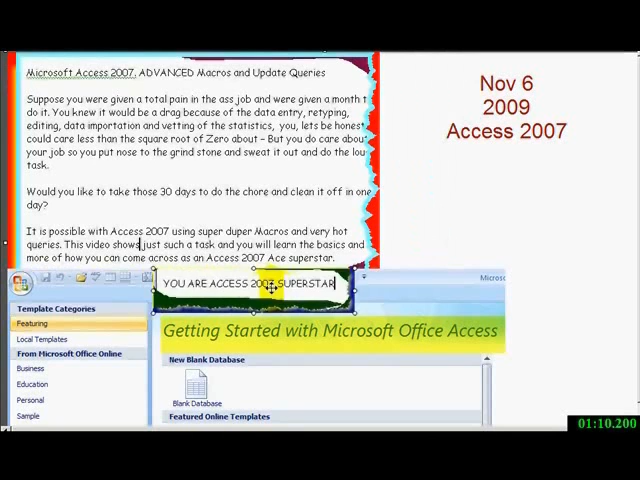 Microsoft Access 2007. ADVANCED Macros and Update Queries
Suppose you were given a total pain in the ass job and were given a month t
do it. You knew it would be a drag because of the data entry, retyping,
editing, data importation and vetting of the statistics, you, lets be honest
could care less than the square root of Zero about – But you do care about
your job so you put nose to the grind stone and sweat it out and do the lou
task.
Would you like to take those 30 days to do the chore and clean it off in one
day?
It is possible with Access 2007 using super duper Macros and very hot
queries. This video shows just such a task and you will learn the basics and
more of how you can come across as an Access 2007 Ace superstar.
Nov 6
2009
Access 2007
YOU ARE ACCESS 2007 SUPERSTAR
Microsc
Template Categories
Featuring
Local Templates
From Microsoft Office Online
Business
Education
Personal
Sample
Getting Started with Microsoft Office Access
New Blank Database
Blank Database
Featured Online Templates
01:10.200